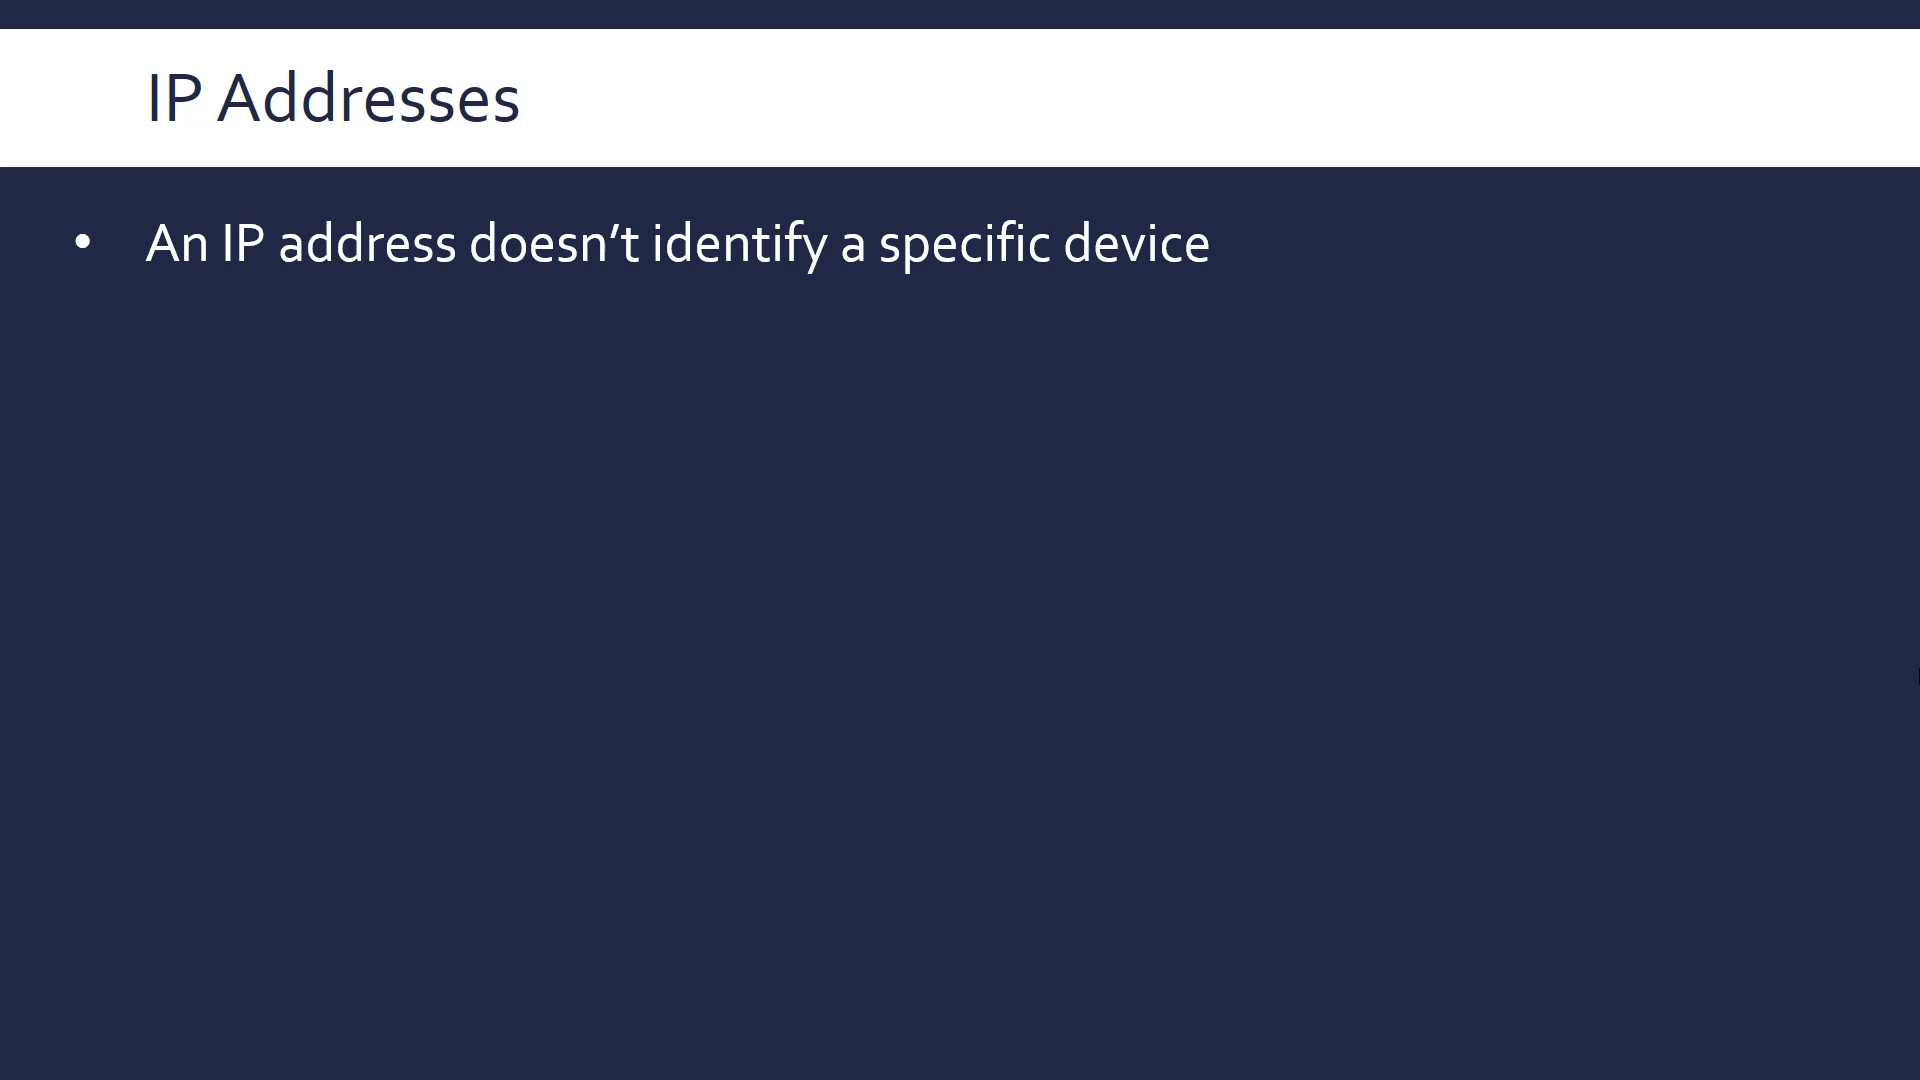 IP Addresses
• An IP address doesn’t identify a specific device